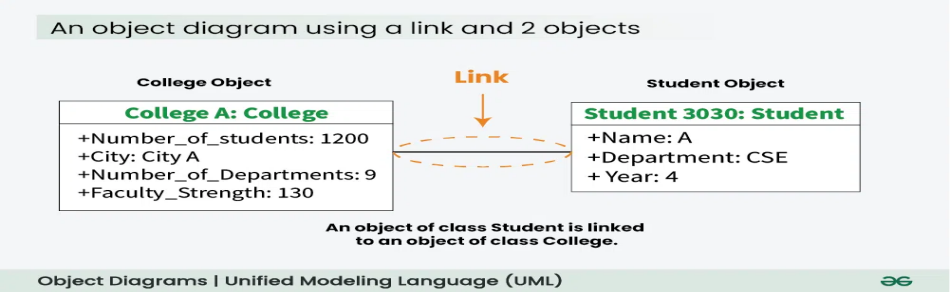 An object diagram using a link and 2 objects
College Object
College A: College
+Number_of_students: 1200
+City: City A
+Number_of_Departments: 9
+Faculty_Strength: 130
Link
Student Object
Student 3030: Student
+Name: A
+Department: CSE
+ Year: 4
An object of class Student is linked
to an object of class College.
Object Diagrams | Unified Modeling Language (UML)